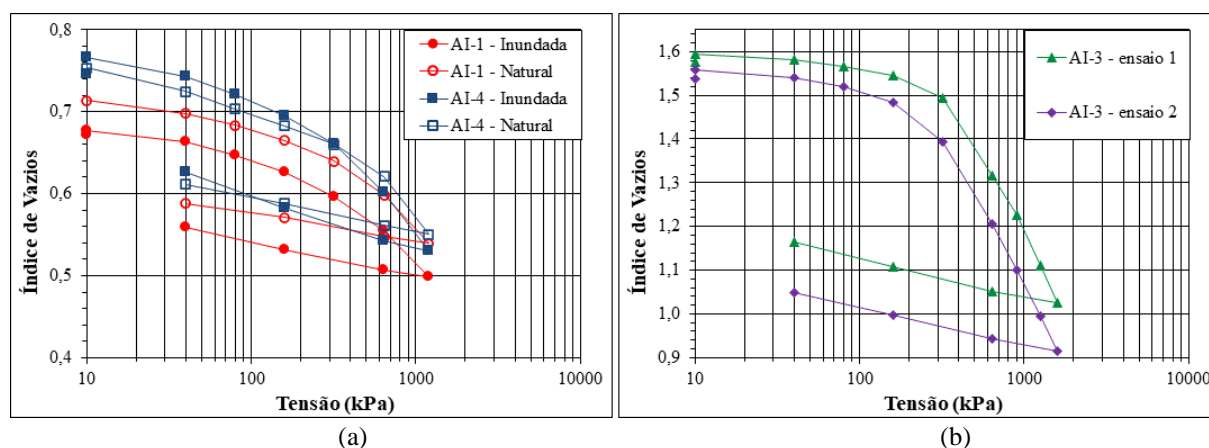 0,8
0,7
0,6
0,5
0,4
Índice de Vazios
10
100
1000
10000
Tensão (kPa)
AI-1 - Inundada
AI-1 - Natural
AI-4 - Inundada
AI-4 - Natural
(a)
1,6
1,5
1,4
1,3
1,2
1,1
1,0
0,9
Índice de Vazios
10
100
1000
10000
Tensão (kPa)
AI-3 - ensaio 1
AI-3 - ensaio 2
(b)